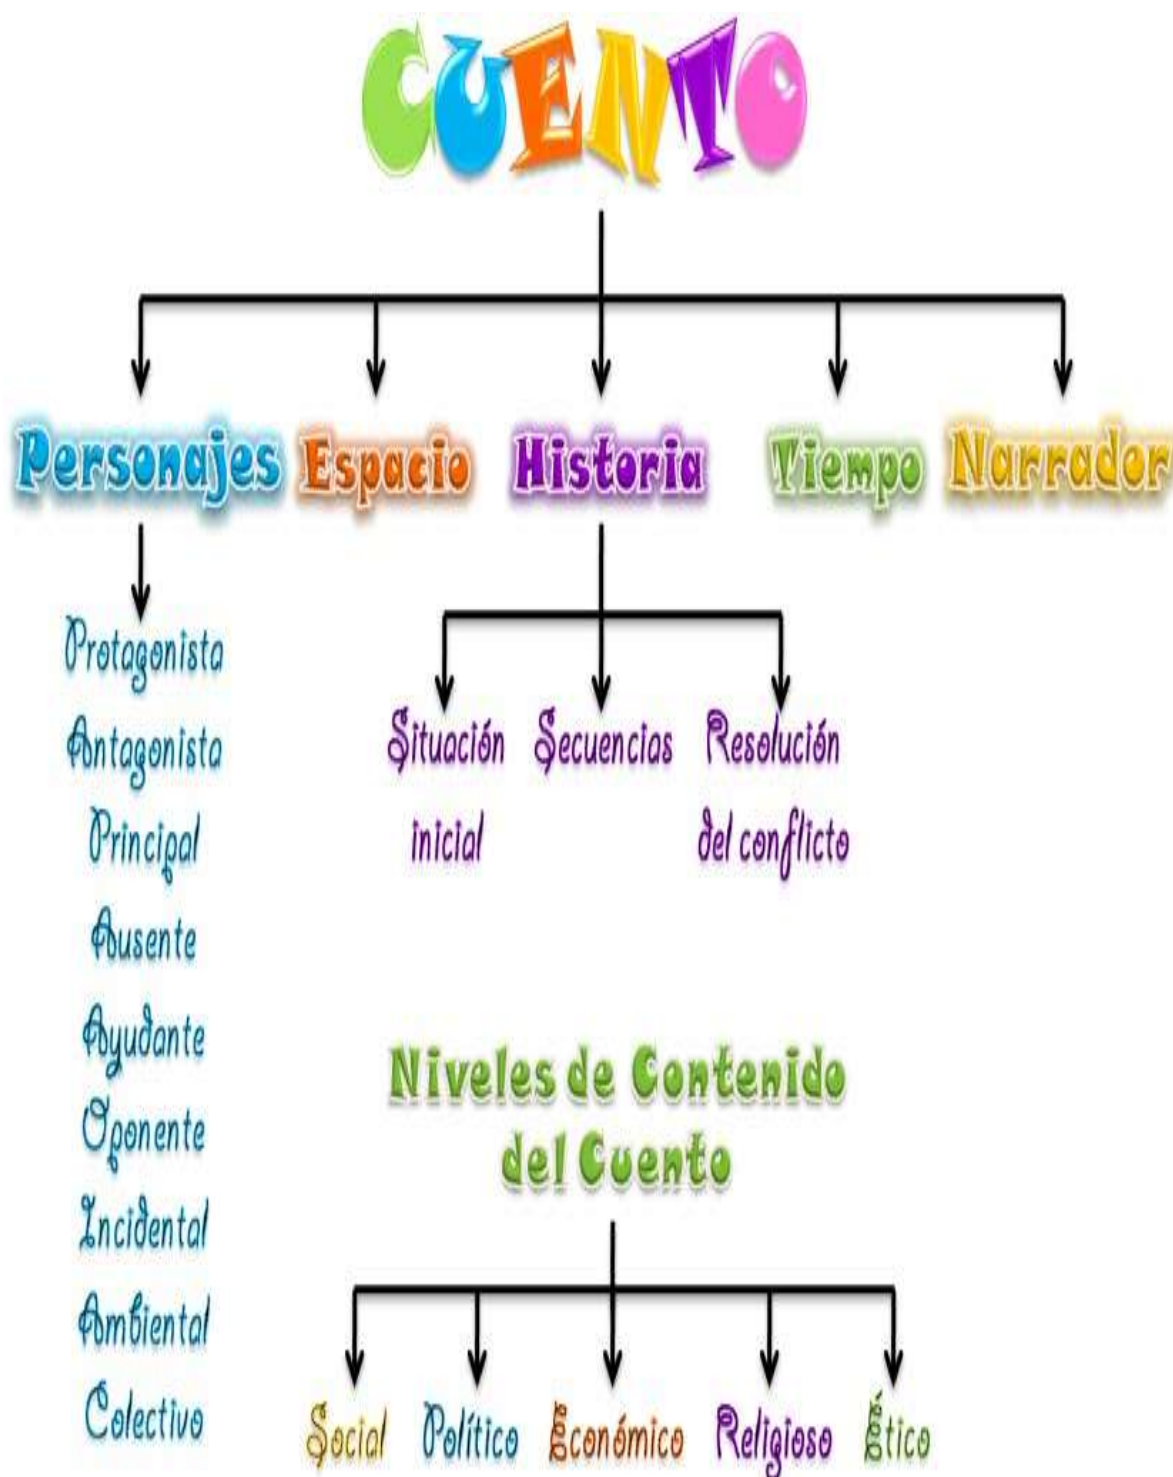 CUENTO
Personajes Espacio Historia Tiempo Narrador
Protagonista
Antagonista
Principal
Ausente
Ayudante
Oponente
Incidental
Ambiental
Colectivo
Situación
inicial
Secuencias
Resolución
del conflicto
Niveles de Contenido
del Cuento
Social Político Económico Religioso Ético